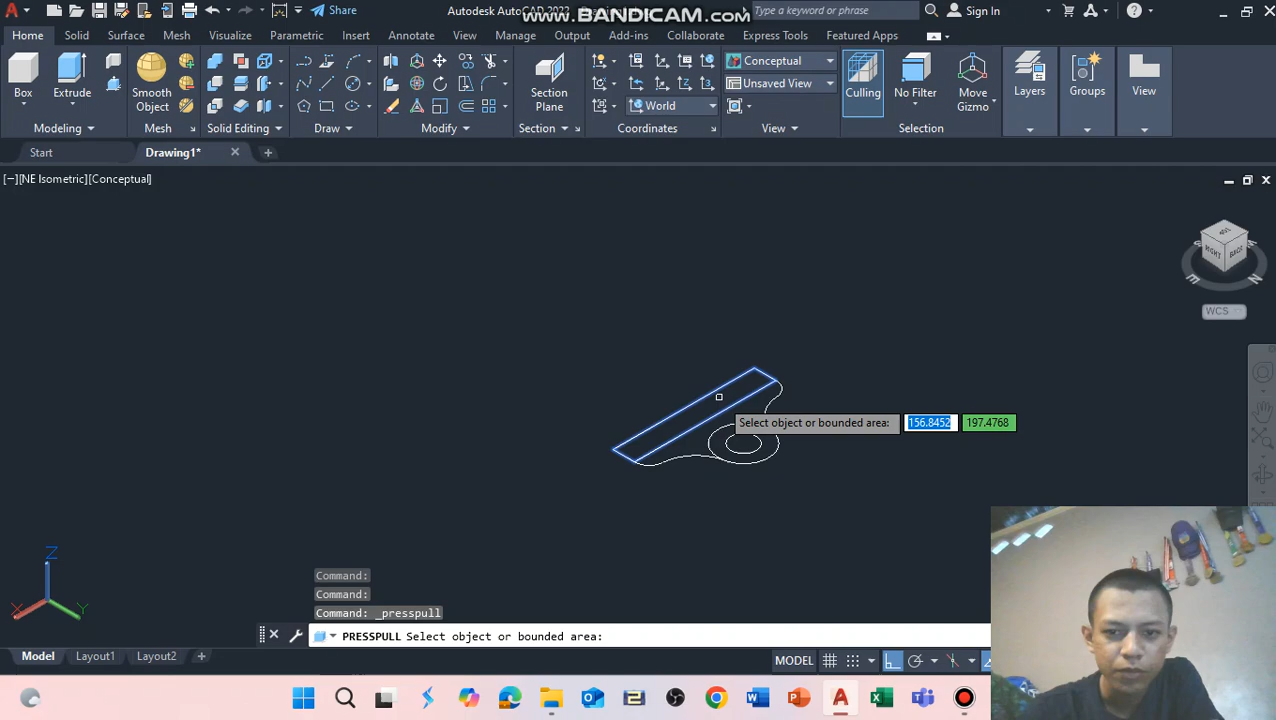 Share
Autodesk AutoCAD 2023
www.BANDICAM.com
Type a keyword or phrase
Sign In
Home
Solid
Surface
Mesh
Visualize
Parametric
Insert
Annotate
View
Manage
Output
Add-ins
Collaborate
Express Tools
Featured Apps
Box
Extrude
Smooth
Object
Section
Plane
Conceptual
Unsaved View
World
Culling
No Filter
Move
Gizmo
Layers
Groups
View
Modeling
Mesh
Solid Editing
Draw
Modify
Section
Coordinates
View
Selection
Start
Drawing1*
[−][NE Isometric][Conceptual]
RIGHT
BACK
N
WCS
Select object or bounded area:
156.8452
197.4768
Z
X
Y
Command:
Command:
Command: _presspull
PRESSPULL Select object or bounded area:
Model
Layout1
Layout2
MODEL